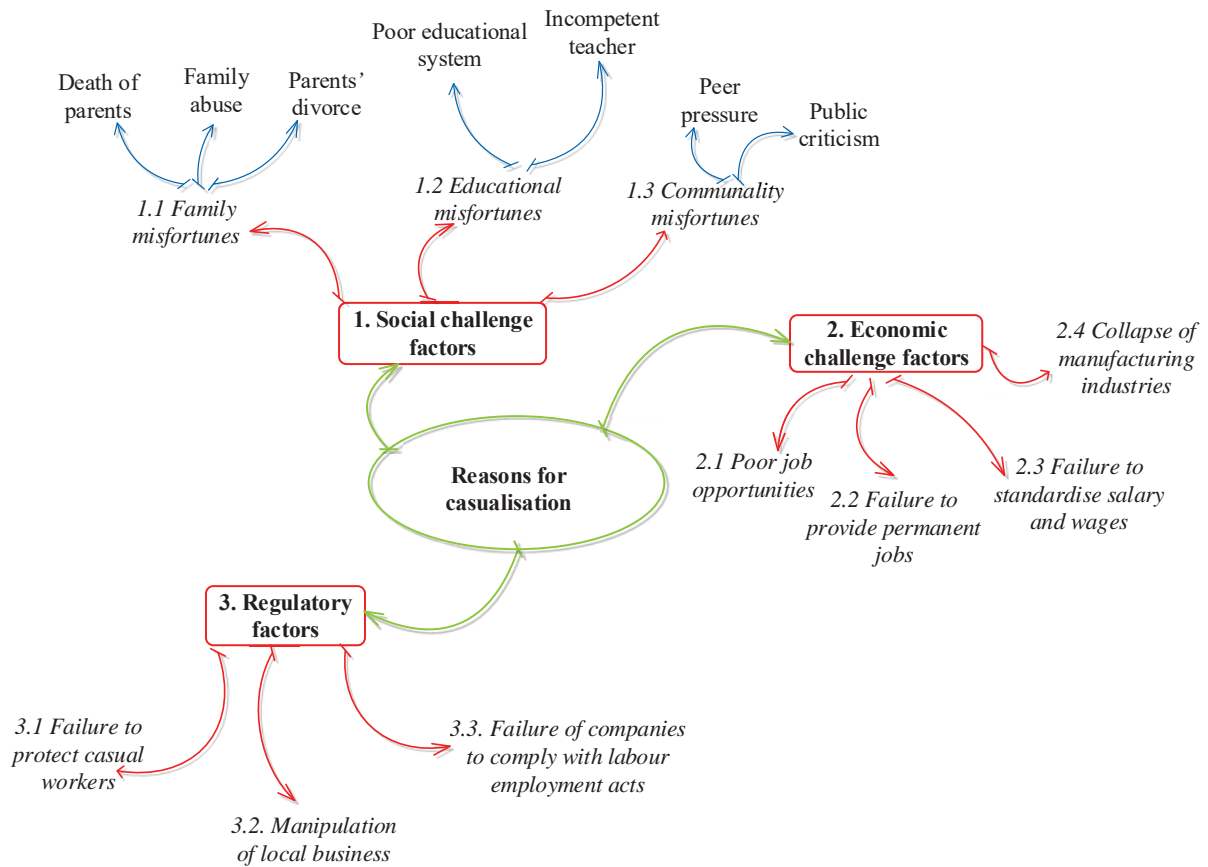 Death of
parents
Family
abuse
Parents’
divorce
Poor educational
system
Incompetent
teacher
Peer
pressure
Public
criticism
1.1 Family
misfortunes
1.2 Educational
misfortunes
1.3 Communality
misfortunes
1. Social challenge
factors
2. Economic
challenge factors
2.4 Collapse of
manufacturing
industries
2.1 Poor job
opportunities
2.2 Failure to
provide permanent
jobs
2.3 Failure to
standardise salary
and wages
Reasons for
casualisation
3. Regulatory
factors
3.1 Failure to
protect casual
workers
3.2. Manipulation
of local business
3.3. Failure of companies
to comply with labour
employment acts